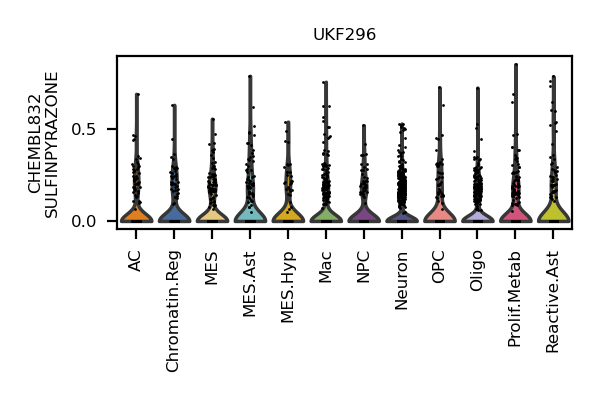 UKF296
CHEMBL832
SULFINPYRAZONE
0.5
0.0
AC
Chromatin.Reg
MES
MES.Ast
MES.Hyp
Mac
NPC
Neuron
OPC
Oligo
Prolif.Metab
Reactive.Ast